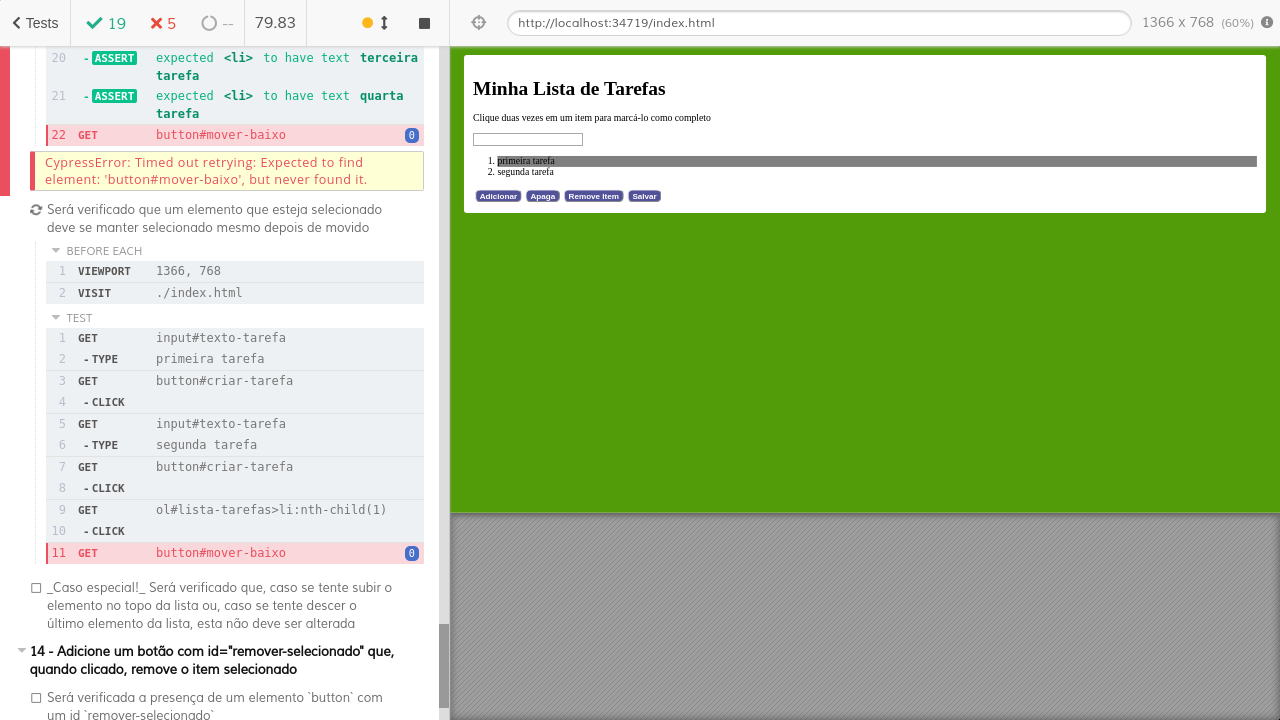 Tests
19
5
--
79.83
http://localhost:34719/index.html
1366 x 768 (60%)
20 - ASSERT expected <li> to have text terceira
tarefa
21 - ASSERT expected <li> to have text quarta
tarefa
22 GET button#mover-baixo 0
CypressError: Timed out retrying: Expected to find
element: 'button#mover-baixo', but never found it.
Será verificado que um elemento que esteja selecionado
deve se manter selecionado mesmo depois de movido
BEFORE EACH
1 VIEWPORT 1366, 768
2 VISIT ./index.html
TEST
1 GET input#texto-tarefa
2 - TYPE primeira tarefa
3 GET button#criar-tarefa
4 - CLICK
5 GET input#texto-tarefa
6 - TYPE segunda tarefa
7 GET button#criar-tarefa
8 - CLICK
9 GET ol#lista-tarefas>li:nth-child(1)
10 - CLICK
11 GET button#mover-baixo 0
_Caso especial!_ Será verificado que, caso se tente subir o
elemento no topo da lista ou, caso se tente descer o
último elemento da lista, esta não deve ser alterada
14 - Adicione um botão com id="remover-selecionado" que,
quando clicado, remove o item selecionado
Será verificada a presença de um elemento `button` com
um id `remover-selecionado`
Minha Lista de Tarefas
Clique duas vezes em um item para marcá-lo como completo
1. primeira tarefa
2. segunda tarefa
Adicionar Apaga Remove Item Salvar